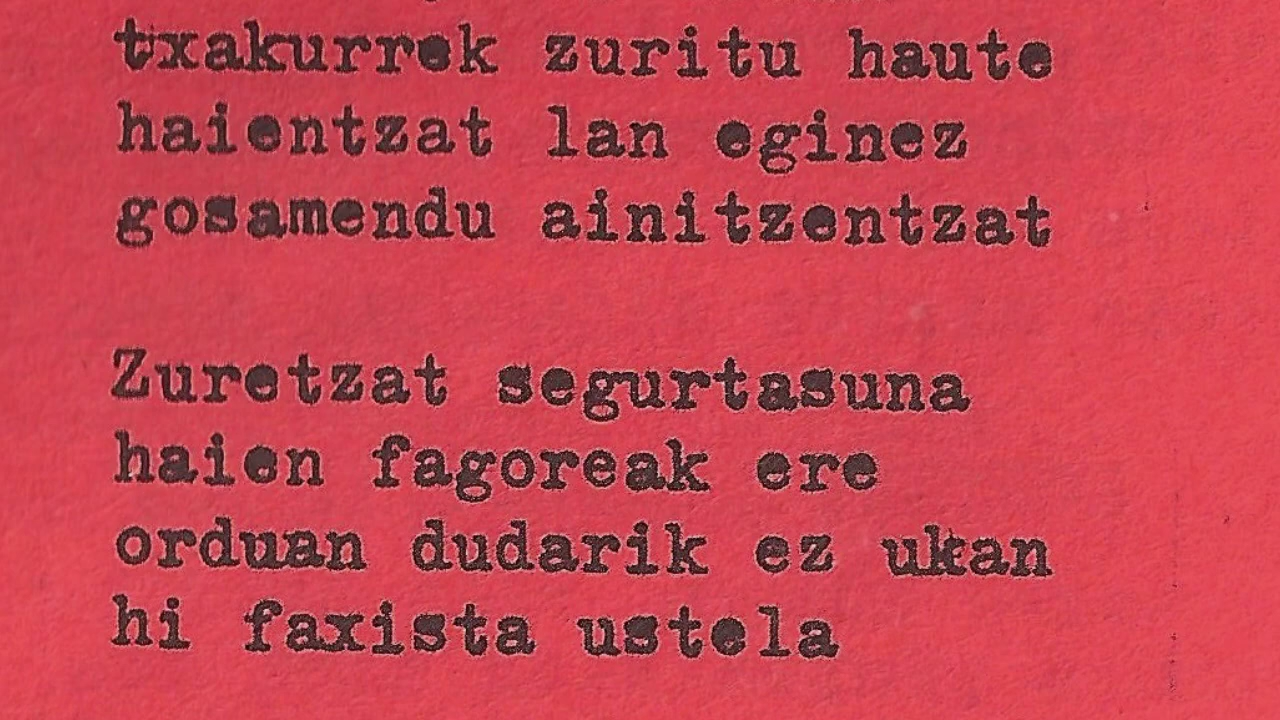 txakurrek zuritu haute
haientzat lan eginez
gosamendu ainitzentzat
Zuretzat segurtasuna
haien fagoreak ere
orduan dudarik ez ukan
hi faxista ustela